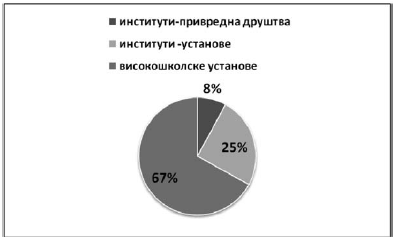 институти-привредна друштва
институти -установе
високошколске установе
8%
25%
67%